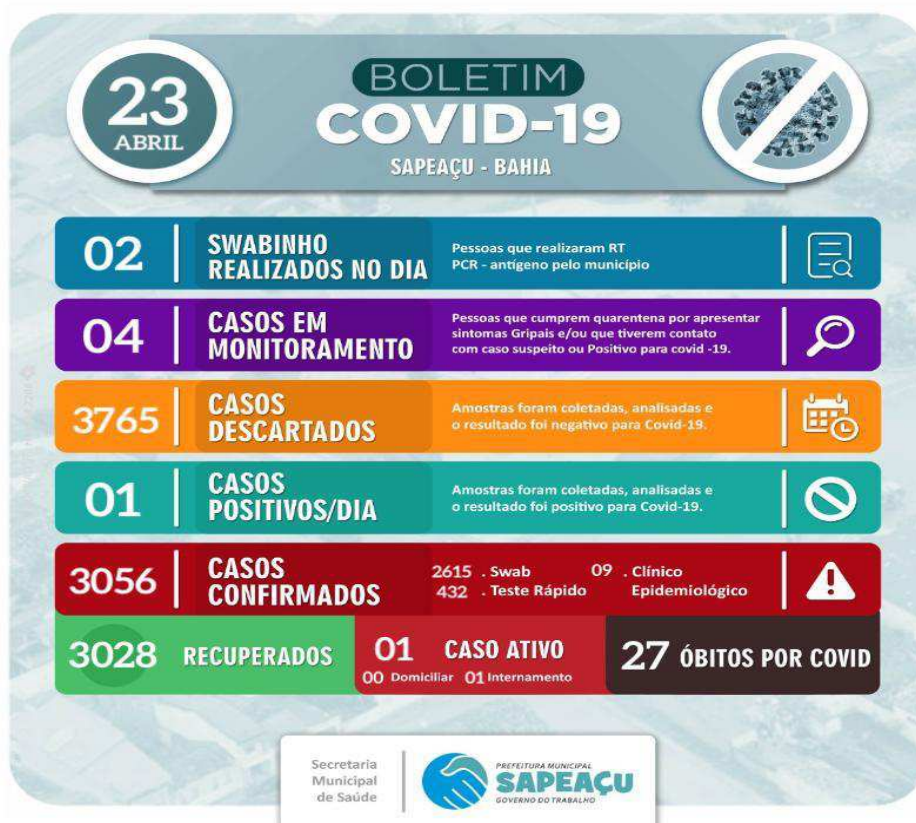 23
ABRIL
BOLETIM
COVID-19
SAPEAÇU - BAHIA
02
SWABINHO
REALIZADOS NO DIA
Pessoas que realizaram RT
PCR - antígeno pelo município
04
CASOS EM
MONITORAMENTO
Pessoas que cumprem quarentena por apresentar
sintomas Gripais e/ou que tiverem contato
com caso suspeito ou Positivo para covid -19.
3765
CASOS
DESCARTADOS
Amostras foram coletadas, analisadas e
o resultado foi negativo para Covid-19.
01
CASOS
POSITIVOS/DIA
Amostras foram coletadas, analisadas e
o resultado foi positivo para Covid-19.
3056
CASOS
CONFIRMADOS
2615 . Swab 09 . Clínico
432 . Teste Rápido Epidemiológico
3028 RECUPERADOS
01 CASO ATIVO
00 Domiciliar 01 Internamento
27 ÓBITOS POR COVID
Secretaria
Municipal
de Saúde
PREFEITURA MUNICIPAL
SAPEAÇU
GOVERNO DO TRABALHO